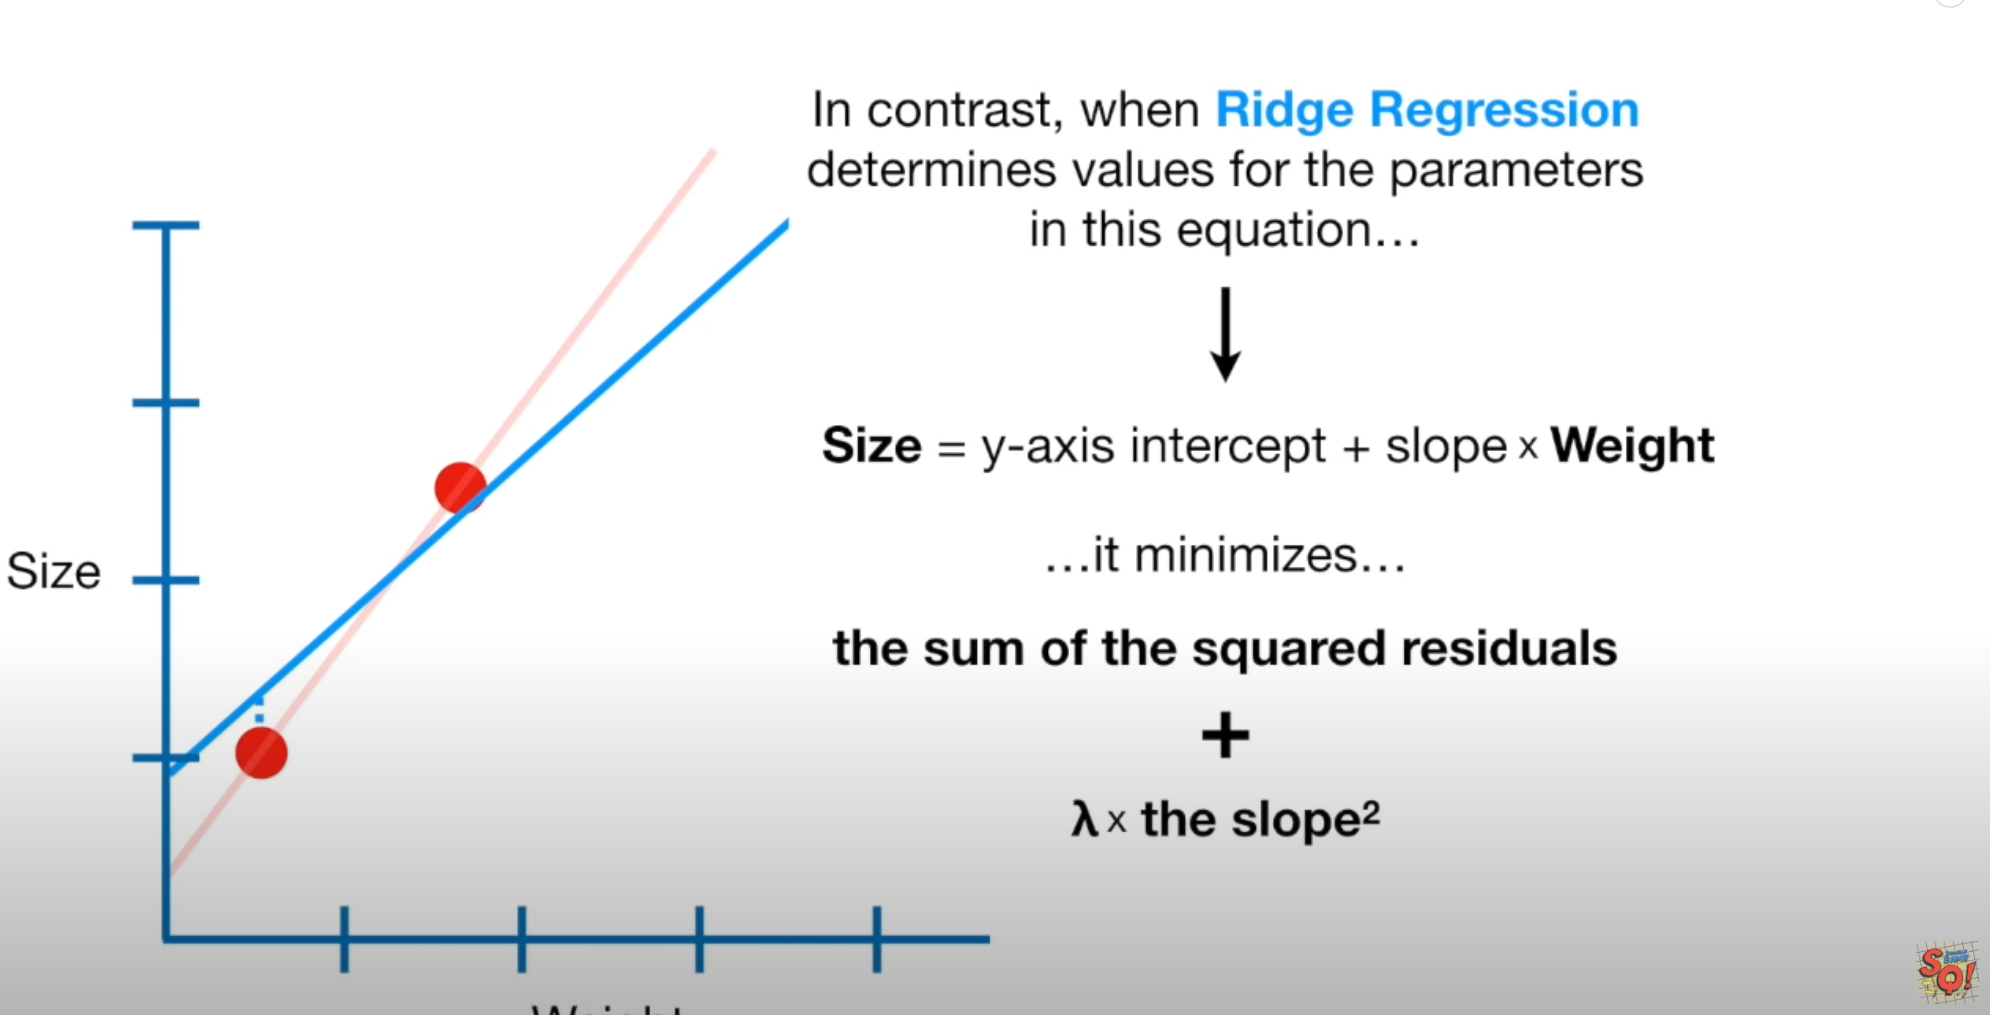 In contrast, when Ridge Regression
determines values for the parameters
in this equation…
Size = y-axis intercept + slope x Weight
…it minimizes…
the sum of the squared residuals
+
λ x the slope²
Size
Weight
SQ!